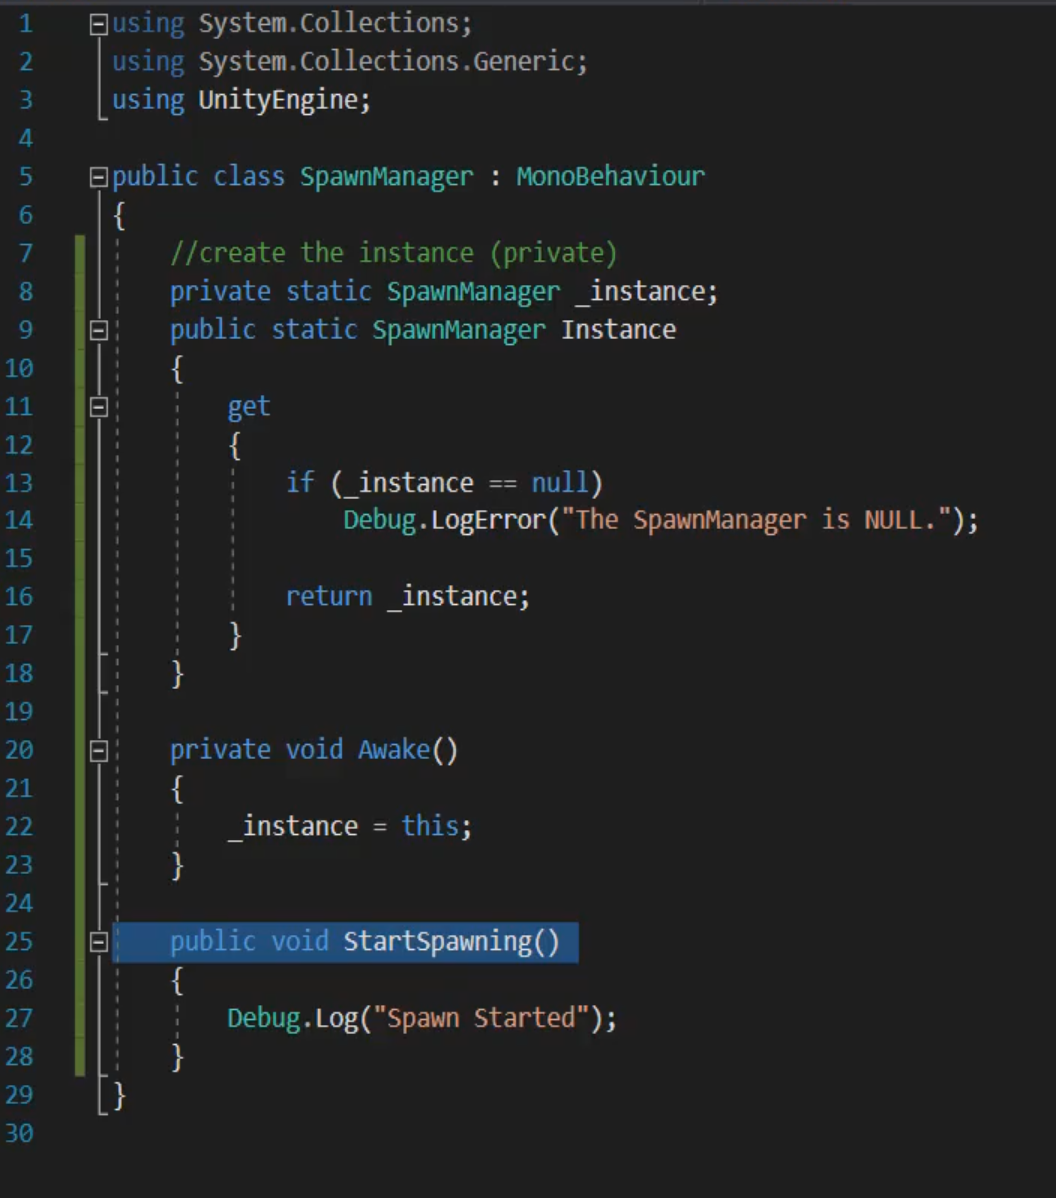 1 using System.Collections;
2 using System.Collections.Generic;
3 using UnityEngine;
4
5 public class SpawnManager : MonoBehaviour
6 {
7     //create the instance (private)
8     private static SpawnManager _instance;
9     public static SpawnManager Instance
10     {
11         get
12         {
13             if (_instance == null)
14                 Debug.LogError("The SpawnManager is NULL.");
15
16             return _instance;
17         }
18     }
19
20     private void Awake()
21     {
22         _instance = this;
23     }
24
25     public void StartSpawning()
26     {
27         Debug.Log("Spawn Started");
28     }
29 }
30